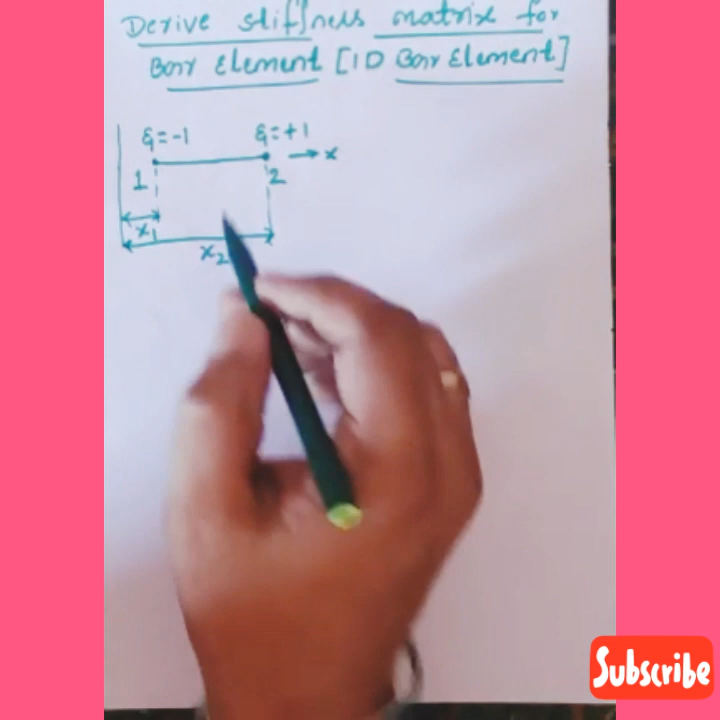 Derive stiffness matrix for
Bar Element [1D Bar Element]
ξ=-1 ξ=+1
→ x
1 2
x₁
x₂
Subscribe